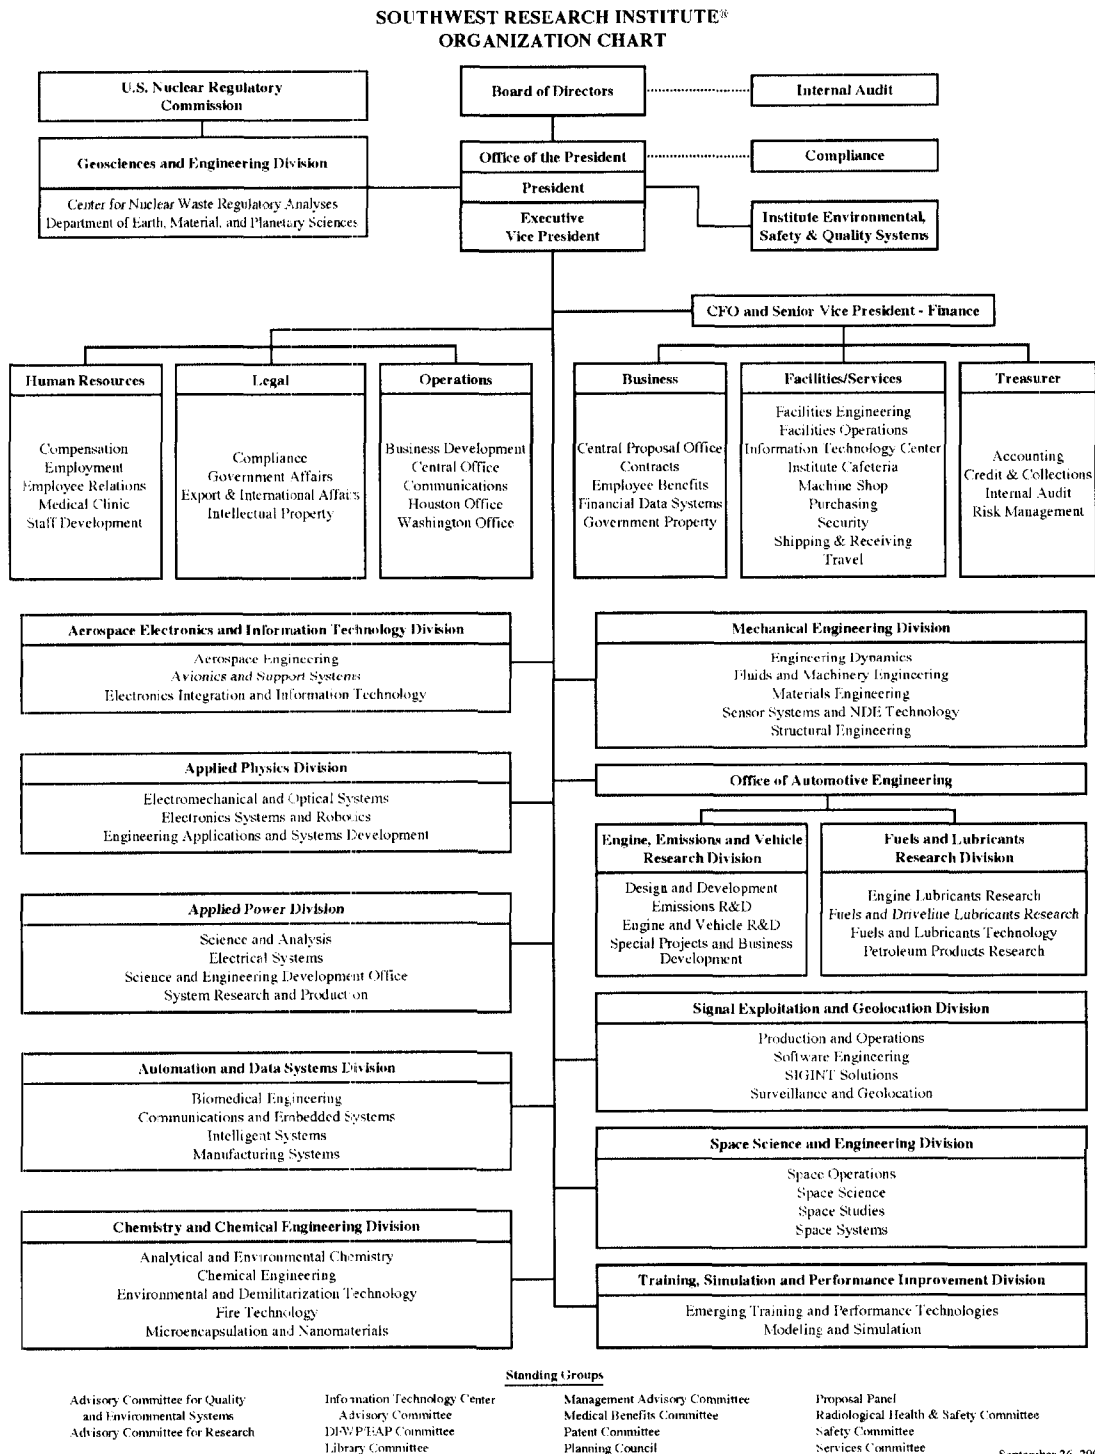 SOUTHWEST RESEARCH INSTITUTE®
ORGANIZATION CHART
U.S. Nuclear Regulatory
Commission
Board of Directors
Internal Audit
Geosciences and Engineering Division
Center for Nuclear Waste Regulatory Analyses
Department of Earth, Material, and Planetary Sciences
Office of the President
President
Executive
Vice President
Compliance
Institute Environmental,
Safety & Quality Systems
CFO and Senior Vice President - Finance
Human Resources
Compensation
Employment
Employee Relations
Medical Clinic
Staff Development
Legal
Compliance
Government Affairs
Export & International Affairs
Intellectual Property
Operations
Business Development
Central Office
Communications
Houston Office
Washington Office
Business
Central Proposal Office
Contracts
Employee Benefits
Financial Data Systems
Government Property
Facilities/Services
Facilities Engineering
Facilities Operations
Information Technology Center
Institute Cafeteria
Machine Shop
Purchasing
Security
Shipping & Receiving
Travel
Treasurer
Accounting
Credit & Collections
Internal Audit
Risk Management
Aerospace Electronics and Information Technology Division
Aerospace Engineering
Avionics and Support Systems
Electronics Integration and Information Technology
Applied Physics Division
Electromechanical and Optical Systems
Electronics Systems and Robotics
Engineering Applications and Systems Development
Applied Power Division
Science and Analysis
Electrical Systems
Science and Engineering Development Office
System Research and Production
Automation and Data Systems Division
Biomedical Engineering
Communications and Embedded Systems
Intelligent Systems
Manufacturing Systems
Chemistry and Chemical Engineering Division
Analytical and Environmental Chemistry
Chemical Engineering
Environmental and Demilitarization Technology
Fire Technology
Microencapsulation and Nanomaterials
Mechanical Engineering Division
Engineering Dynamics
Fluids and Machinery Engineering
Materials Engineering
Sensor Systems and NDE Technology
Structural Engineering
Office of Automotive Engineering
Engine, Emissions and Vehicle
Research Division
Design and Development
Emissions R&D
Engine and Vehicle R&D
Special Projects and Business
Development
Fuels and Lubricants
Research Division
Engine Lubricants Research
Fuels and Driveline Lubricants Research
Fuels and Lubricants Technology
Petroleum Products Research
Signal Exploitation and Geolocation Division
Production and Operations
Software Engineering
SIGINT Solutions
Surveillance and Geolocation
Space Science and Engineering Division
Space Operations
Space Science
Space Studies
Space Systems
Training, Simulation and Performance Improvement Division
Emerging Training and Performance Technologies
Modeling and Simulation
Standing Groups
Advisory Committee for Quality
and Environmental Systems
Advisory Committee for Research
Information Technology Center
Advisory Committee
DFWP/EAP Committee
Library Committee
Management Advisory Committee
Medical Benefits Committee
Patent Committee
Planning Council
Proposal Panel
Radiological Health & Safety Committee
Safety Committee
Services Committee
September 26,